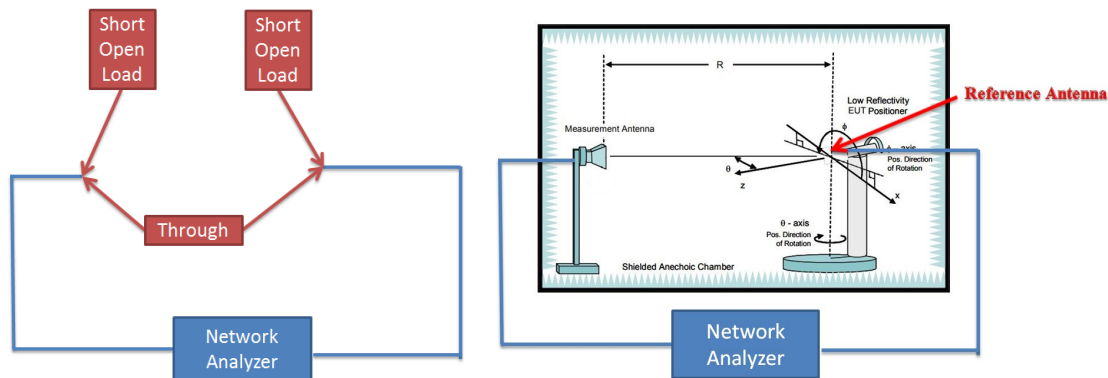 Short
Open
Load
Short
Open
Load
Through
Network
Analyzer
R
Reference Antenna
Low Reflectivity
EUT Positioner
Measurement Antenna
ϕ
- axis
Pos. Direction
of Rotation
θ
z
x
θ - axis
Pos. Direction
of Rotation
Shielded Anechoic Chamber
Network
Analyzer